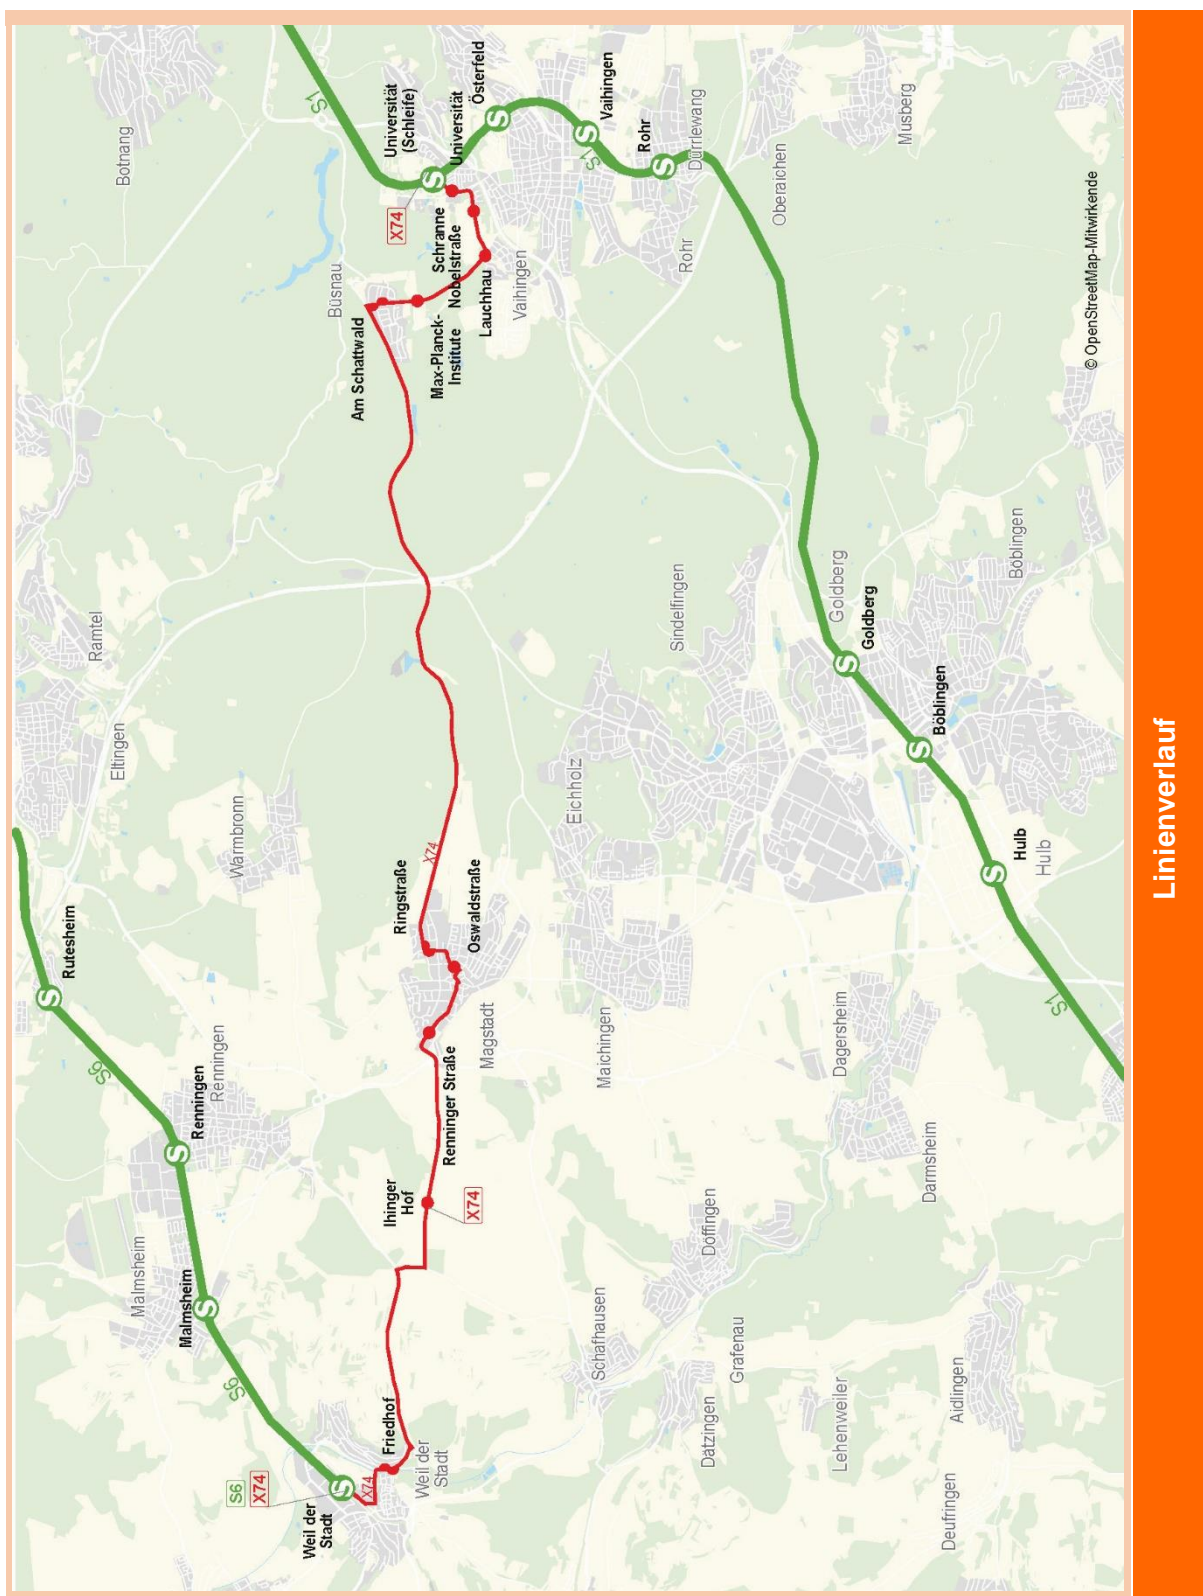 Botnang
S1
Universität
(Schleife)
Universität
Österfeld
Vaihingen
S1
Rohr
Dürrlewang
Musberg
Oberaichen
© OpenStreetMap-Mitwirkende
X74
Schranne
Nobelstraße
Lauchhau
Vaihingen
Rohr
Büsnau
Am Schattwald
Max-Planck-
Institute
Ramtel
Eltingen
Warmbronn
Sindelfingen
Goldberg
Goldberg
Böblingen
Böblingen
Eichholz
Hulb
Hulb
S1
X74
Ringstraße
Oswaldstraße
Magstadt
Renninger Straße
Maichingen
Dagersheim
Darmsheim
Rutesheim
S6
Renningen
Renningen
Malmsheim
Malmsheim
S6
Ihinger
Hof
X74
Döffingen
Schafhausen
Grafenau
Dätzingen
Lehenweiler
Aidlingen
Deufringen
Friedhof
Weil der
Stadt
X74
S6
X74
Weil der
Stadt
S
S
S
S
S
S
S
S
S
S
S
Linienverlauf